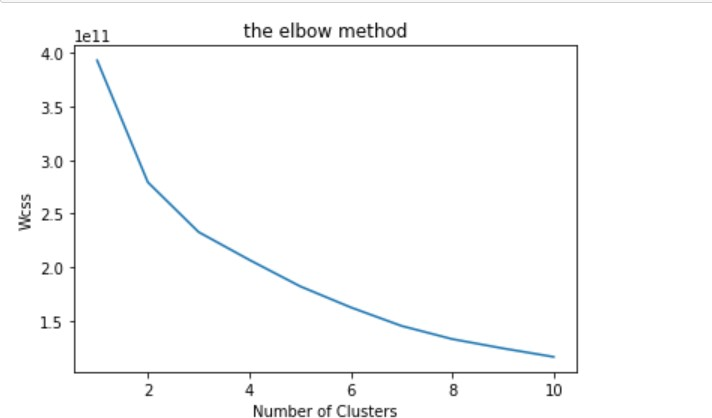 the elbow method
1e11
4.0
3.5
3.0
2.5
2.0
1.5
Wcss
2 4 6 8 10
Number of Clusters